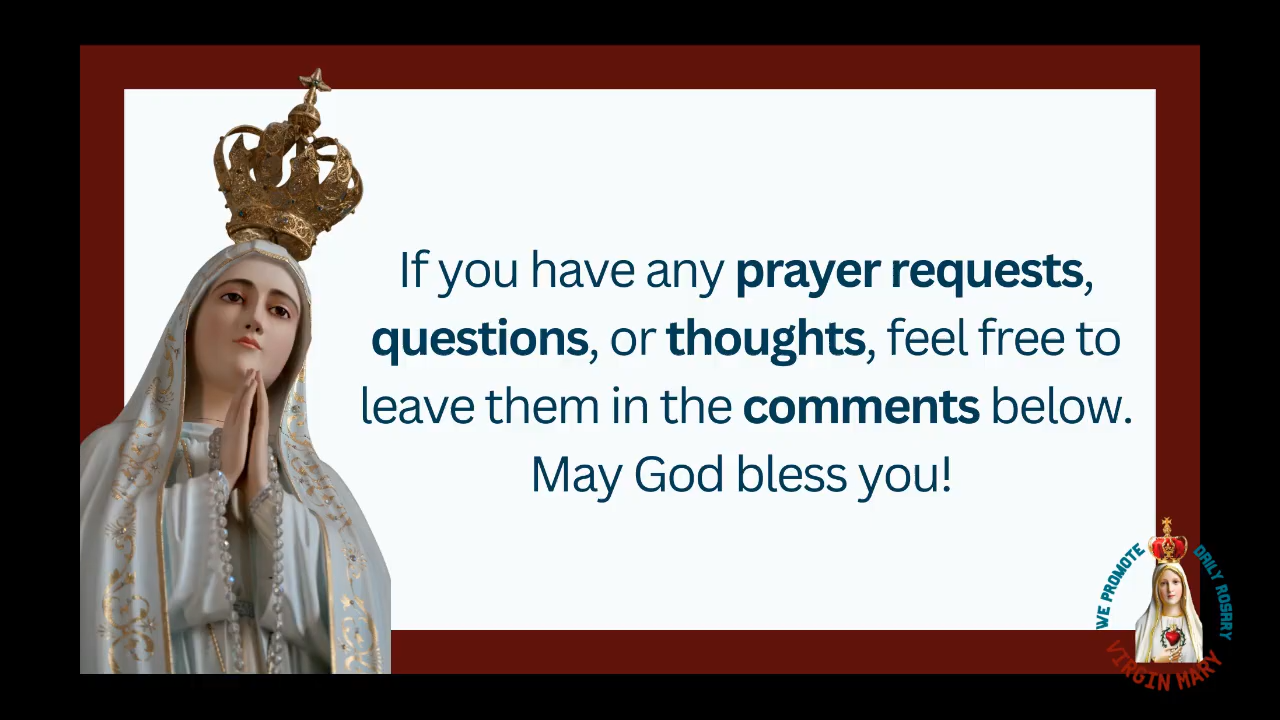 If you have any prayer requests,
questions, or thoughts, feel free to
leave them in the comments below.
May God bless you!
WE PROMOTE
DAILY ROSARY
VIRGIN MARY